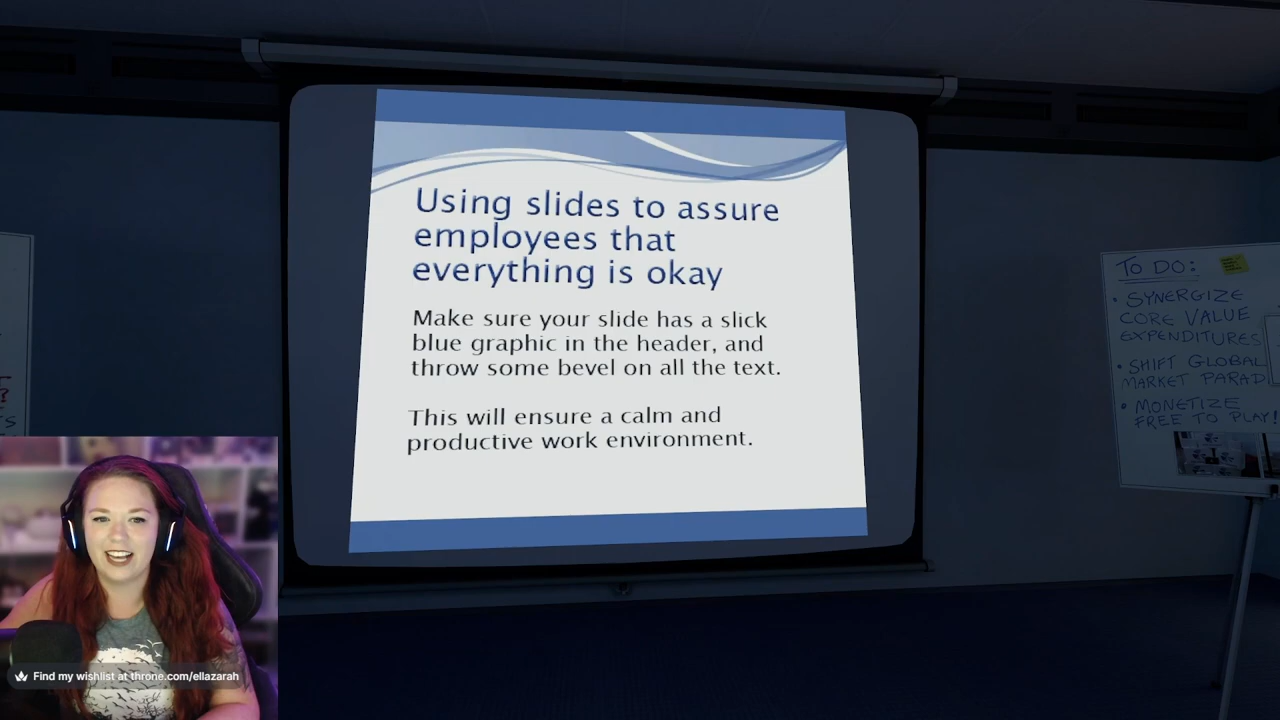 Using slides to assure
employees that
everything is okay
Make sure your slide has a slick
blue graphic in the header, and
throw some bevel on all the text.
This will ensure a calm and
productive work environment.
TO DO:
• SYNERGIZE
CORE VALUE
EXPENDITURES
• SHIFT GLOBAL
MARKET PARAD
• MONETIZE
FREE TO PLAY!
Find my wishlist at throne.com/ellazarah